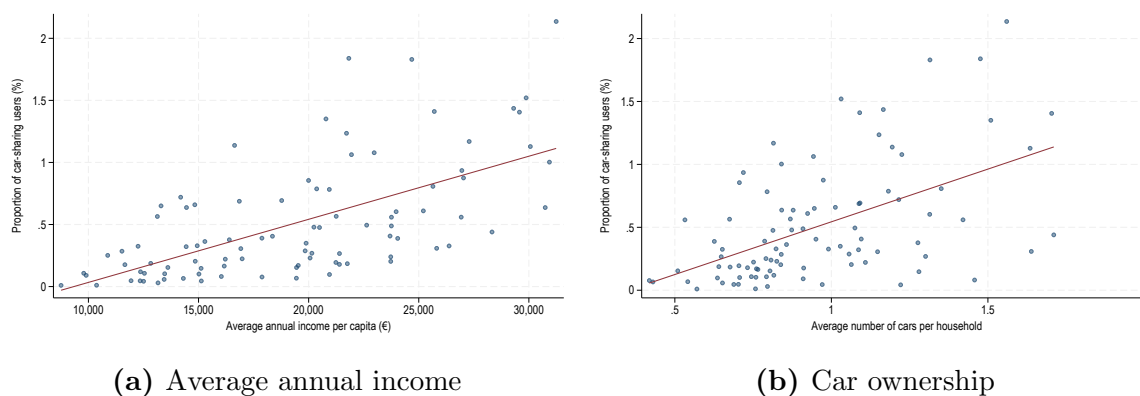 2
1.5
1
.5
0
Proportion of car-sharing users (%)
10,000 15,000 20,000 25,000 30,000
Average annual income per capita (€)
(a) Average annual income
2
1.5
1
.5
0
Proportion of car-sharing users (%)
.5 1 1.5
Average number of cars per household
(b) Car ownership